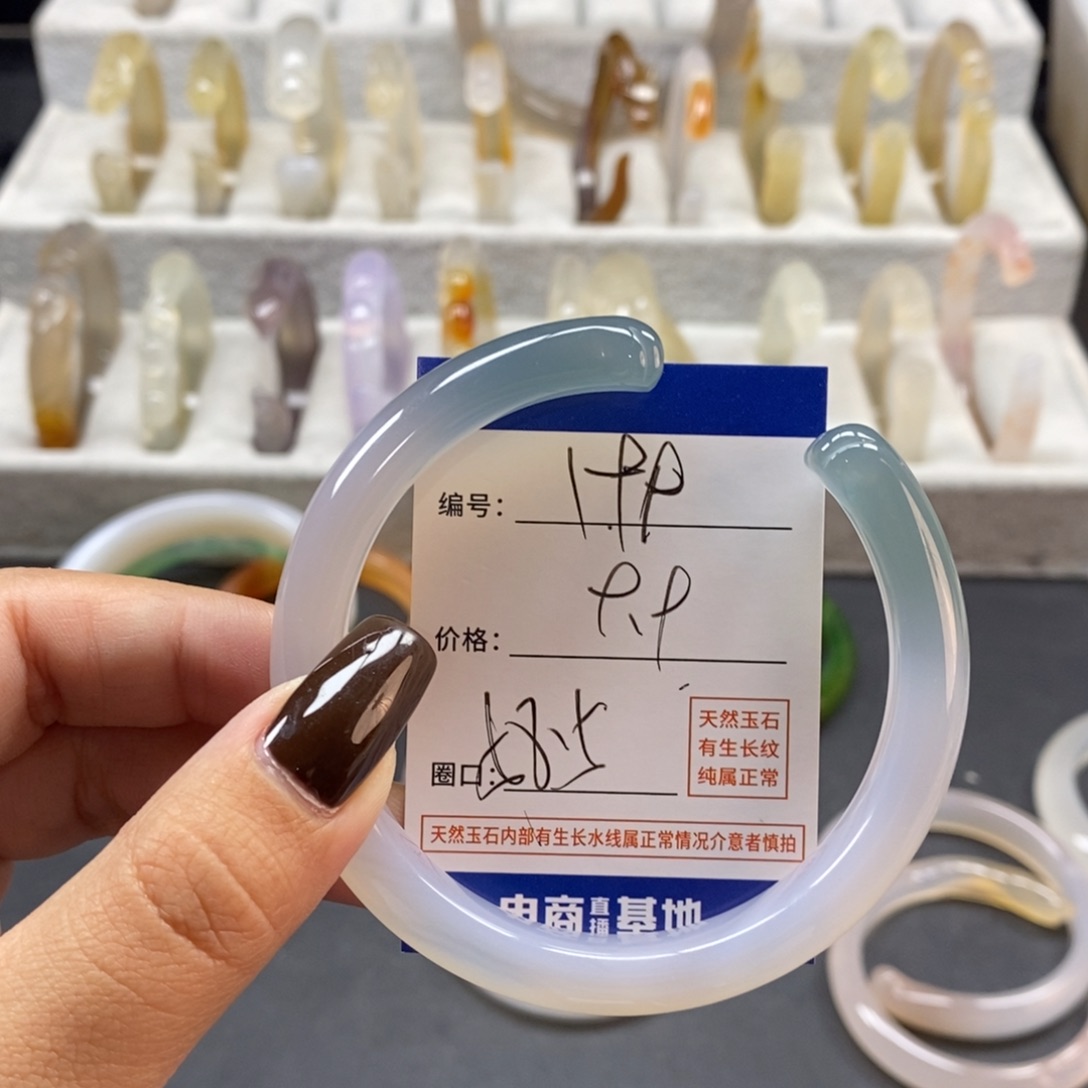 编号：
价格：
圈口：
天然玉石
有生长纹
纯属正常
天然玉石内部有生长水线属正常情况介意者慎拍
电商直播基地